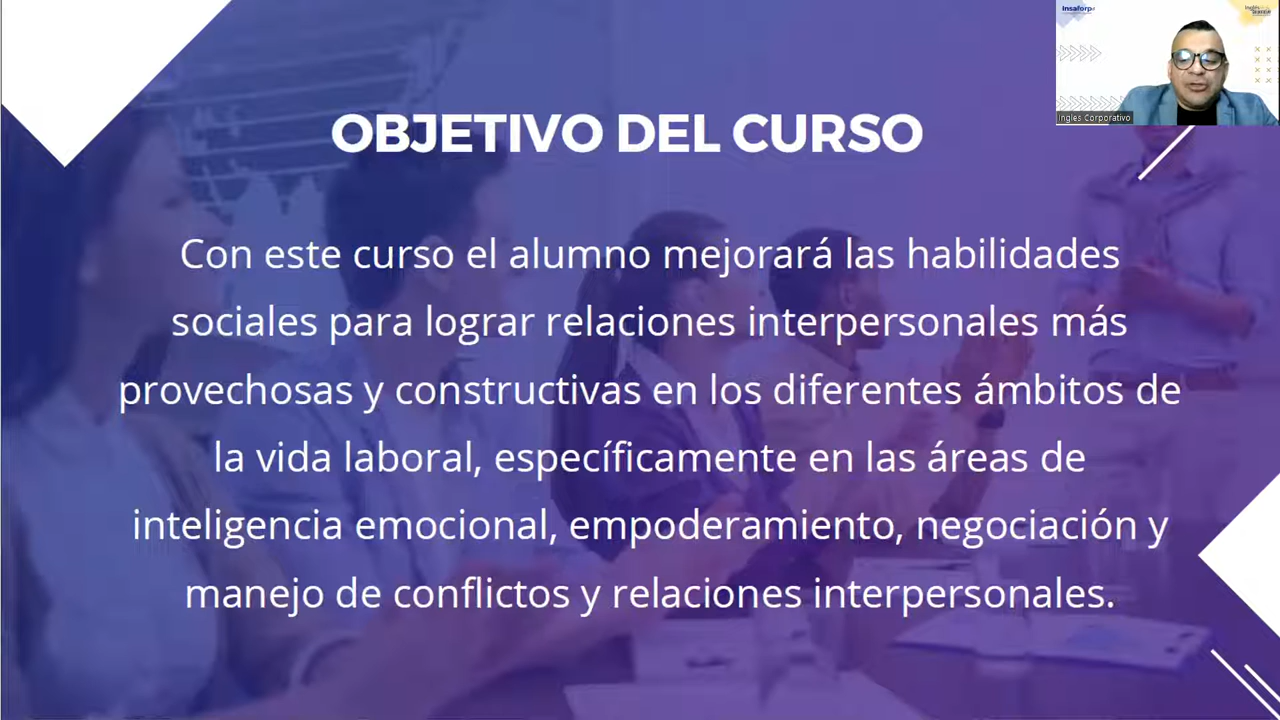 Insaforp
Ingles Corporativo
OBJETIVO DEL CURSO
Con este curso el alumno mejorará las habilidades
sociales para lograr relaciones interpersonales más
provechosas y constructivas en los diferentes ámbitos de
la vida laboral, específicamente en las áreas de
inteligencia emocional, empoderamiento, negociación y
manejo de conflictos y relaciones interpersonales.